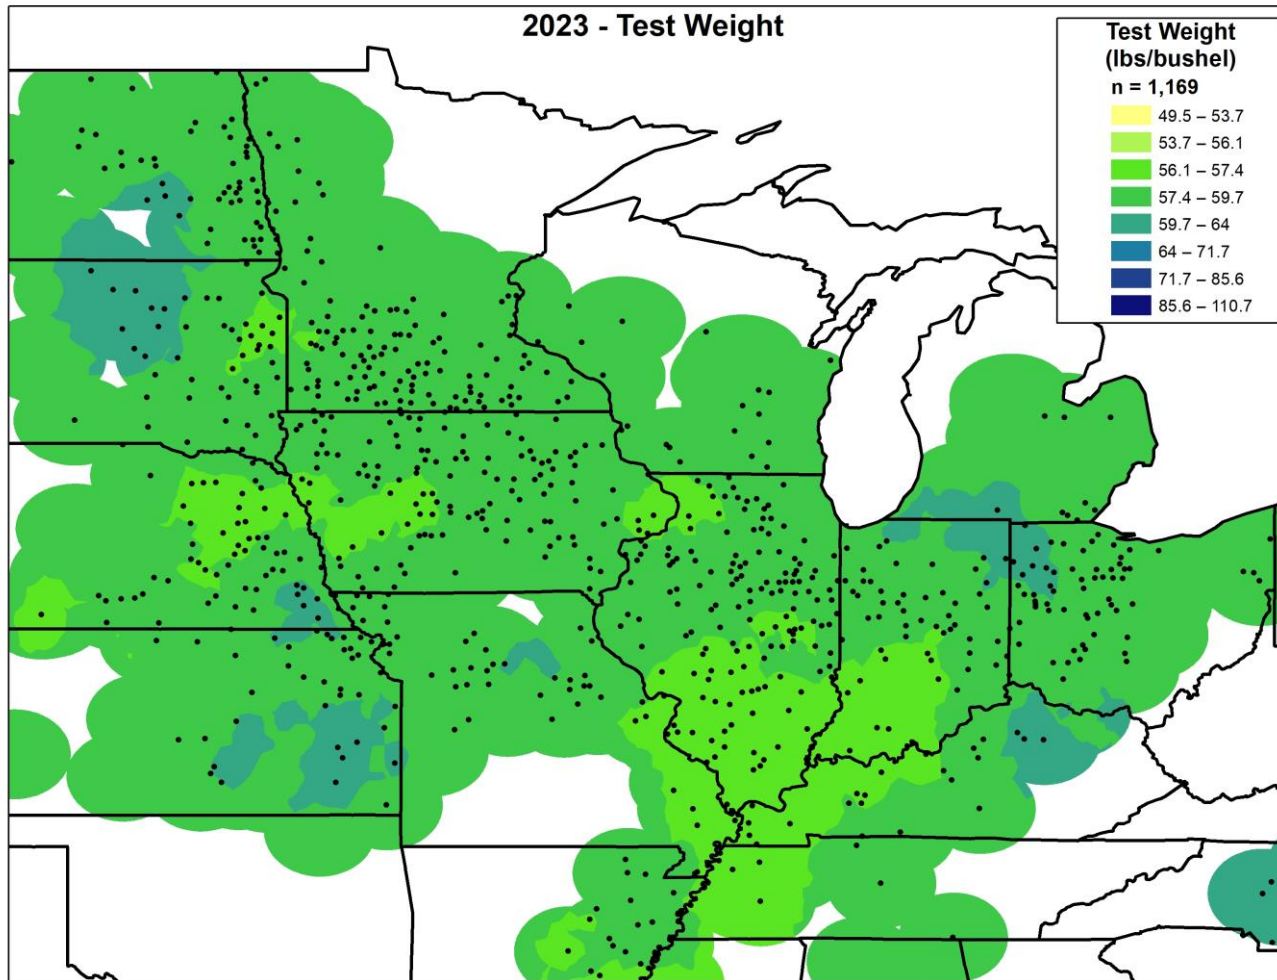 2023 - Test Weight
Test Weight
(lbs/bushel)
n = 1,169
49.5 – 53.7
53.7 – 56.1
56.1 – 57.4
57.4 – 59.7
59.7 – 64
64 – 71.7
71.7 – 85.6
85.6 – 110.7